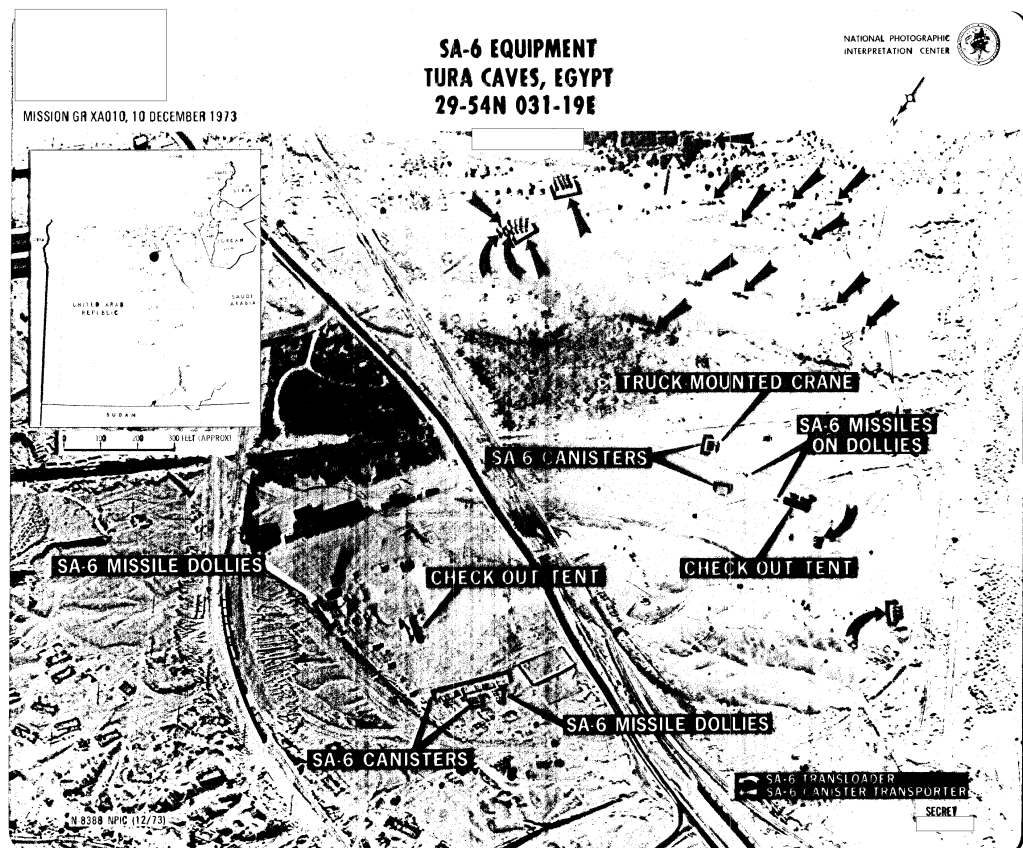 SA-6 EQUIPMENT
TURA CAVES, EGYPT
29-54N 031-19E
NATIONAL PHOTOGRAPHIC
INTERPRETATION CENTER
N
MISSION GR XA010, 10 DECEMBER 1973
UNITED ARAB
REPUBLIC
SAUDI
ARABIA
SUDAN
0 100 200 300 FEET (APPROX)
TRUCK MOUNTED CRANE
SA-6 MISSILES
ON DOLLIES
SA-6 CANISTERS
SA-6 MISSILE DOLLIES
CHECK OUT TENT
CHECK OUT TENT
SA-6 MISSILE DOLLIES
SA-6 CANISTERS
SA-6 TRANSLOADER
SA-6 CANISTER TRANSPORTER
N 8388 NPIC (12/73)
SECRET